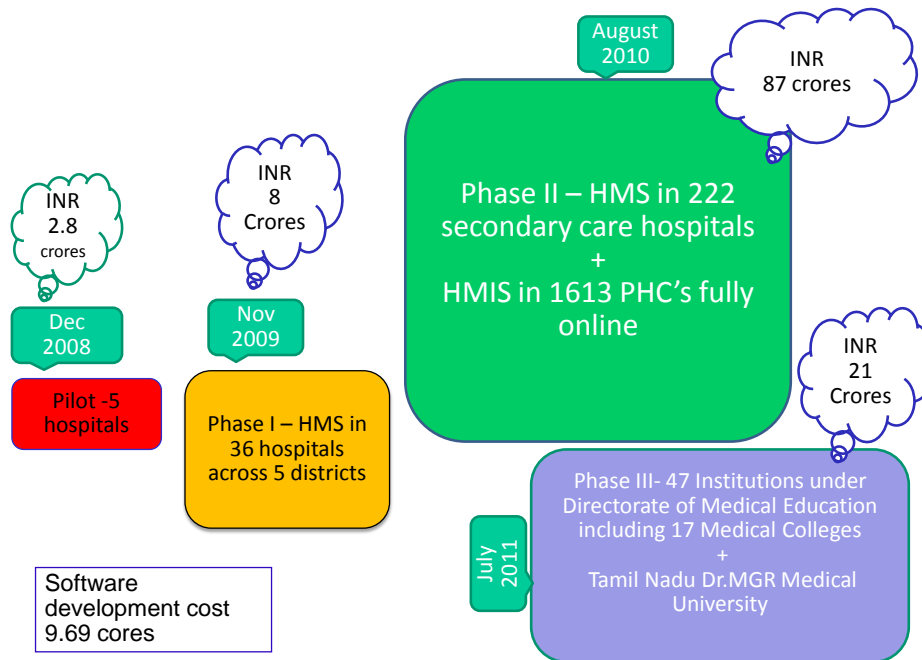 INR
2.8
crores
Dec
2008
Pilot -5
hospitals
INR
8
Crores
Nov
2009
Phase I – HMS in
36 hospitals
across 5 districts
August
2010
INR
87 crores
Phase II – HMS in 222
secondary care hospitals
+
HMIS in 1613 PHC's fully
online
INR
21
Crores
July
2011
Phase III- 47 Institutions under
Directorate of Medical Education
including 17 Medical Colleges
+
Tamil Nadu Dr.MGR Medical
University
Software
development cost
9.69 cores